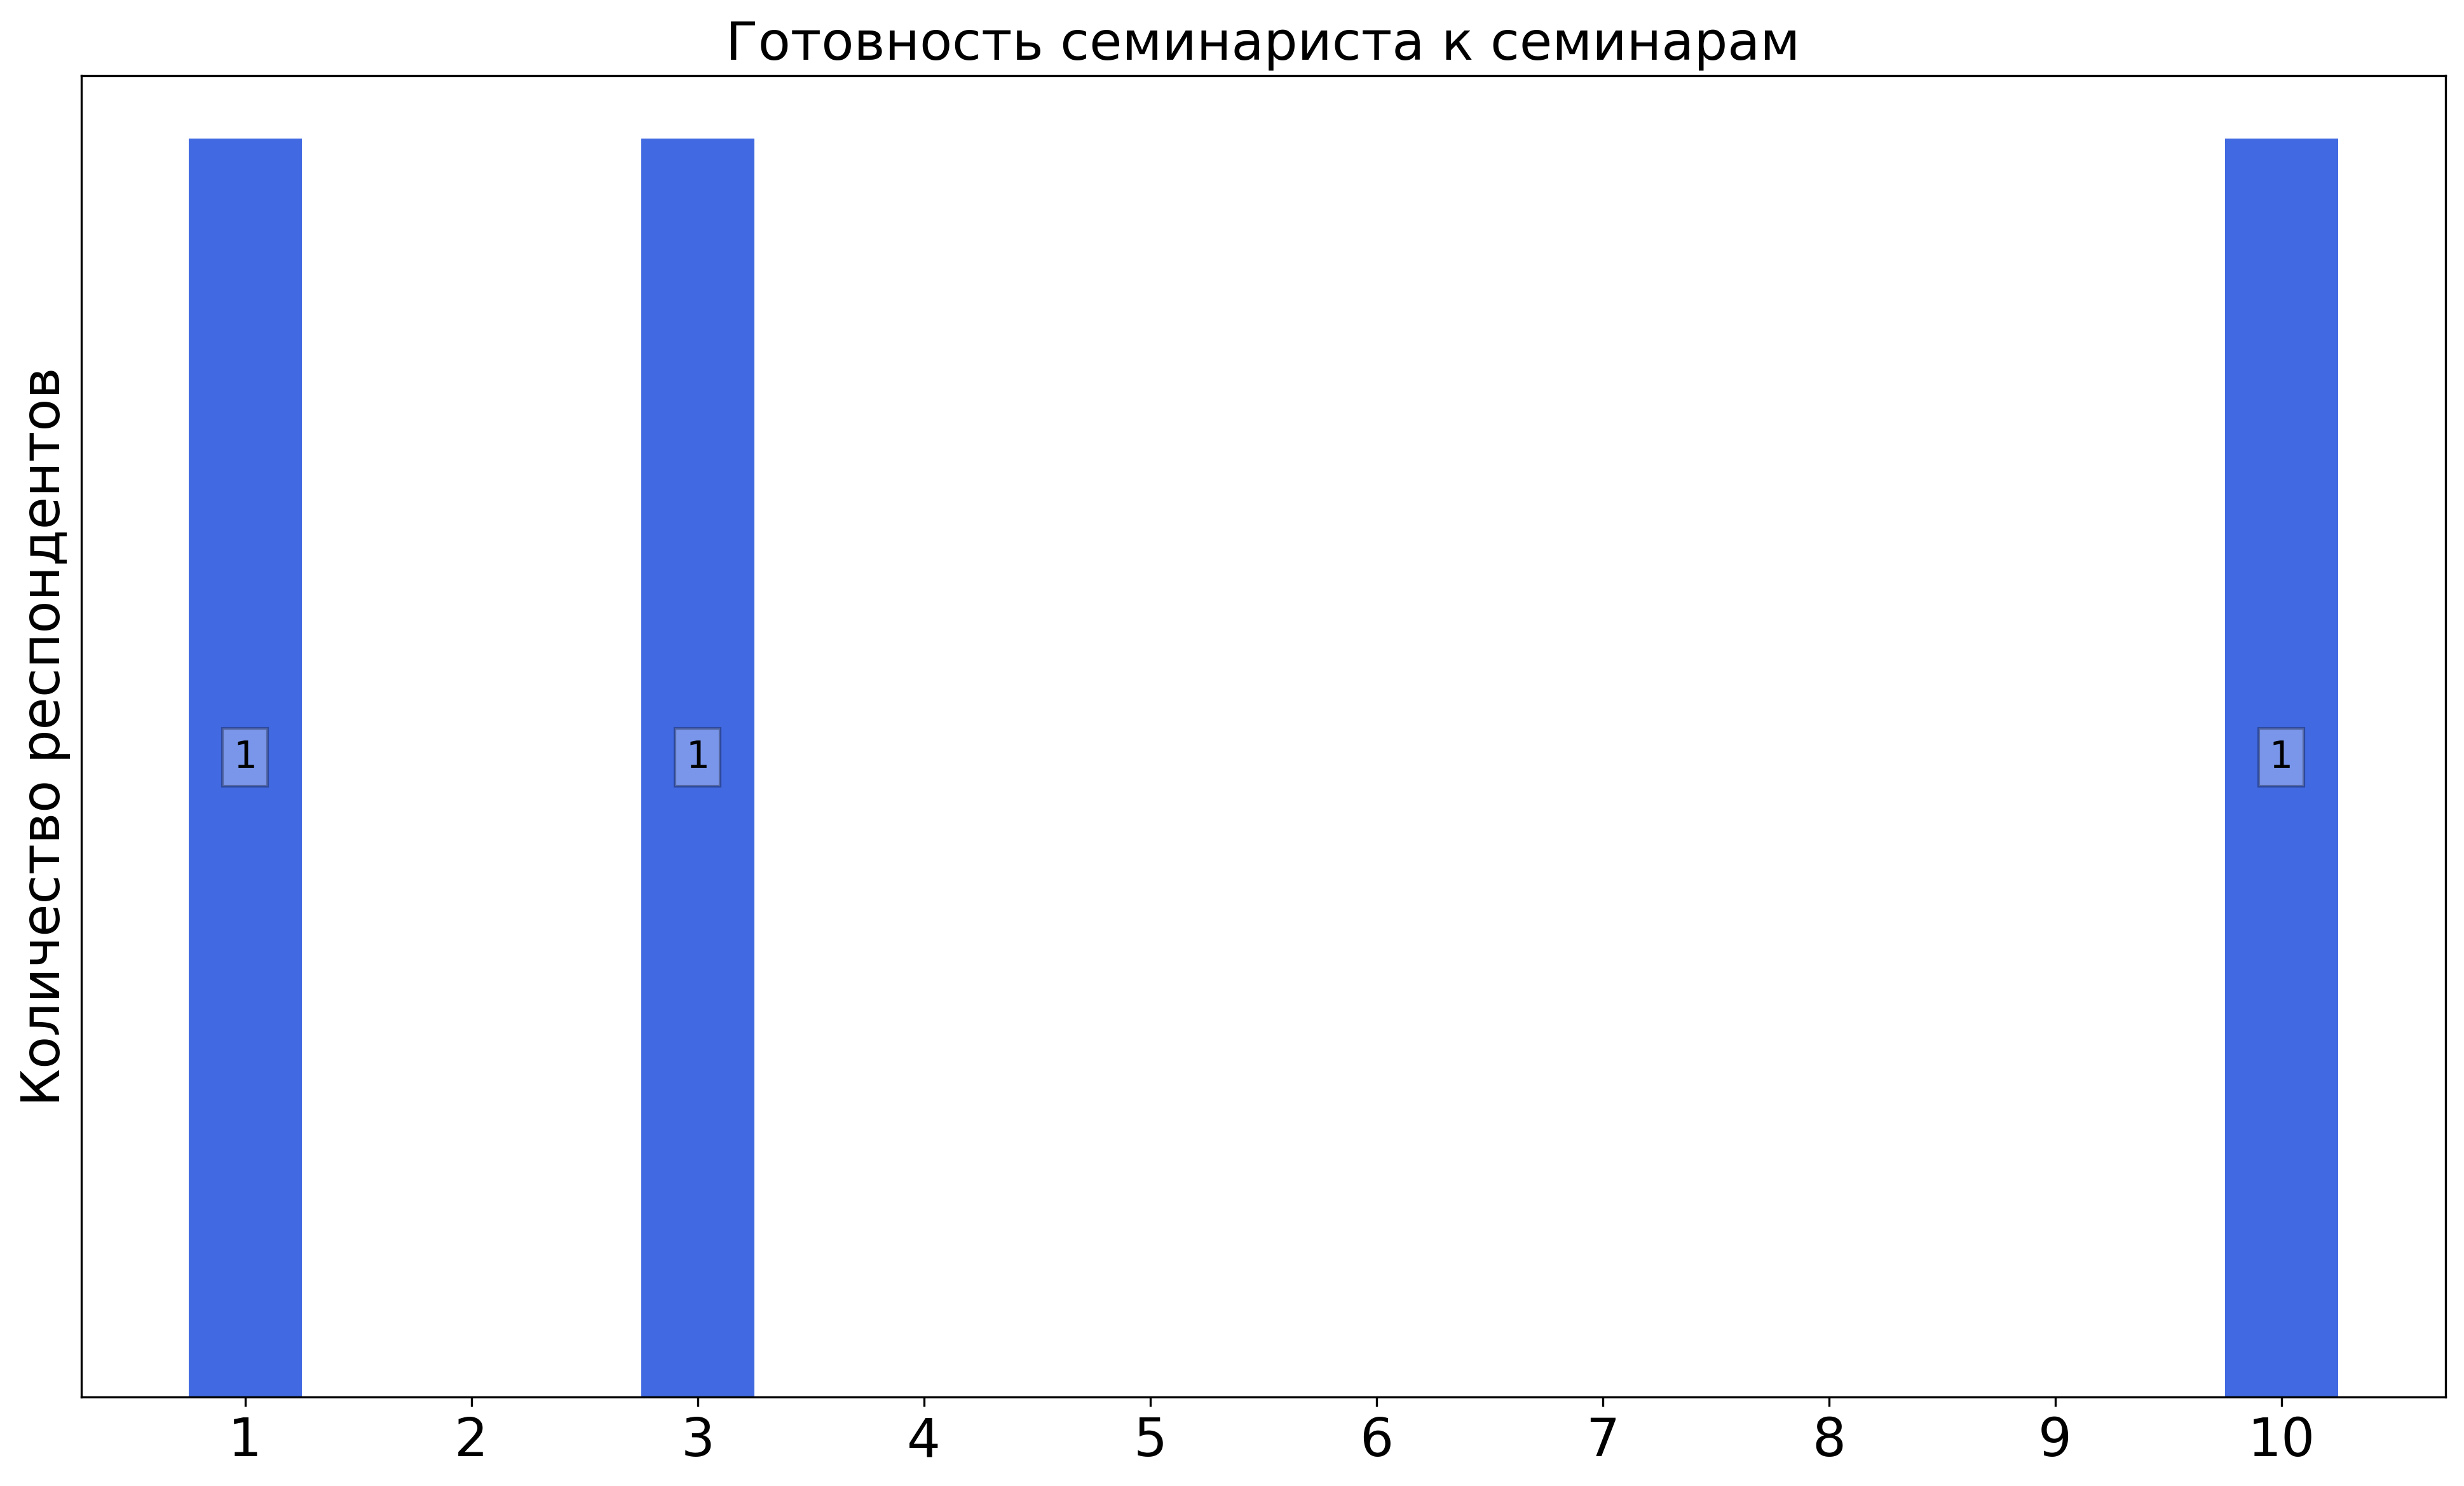 Готовность семинариста к семинарам
Количество респондентов
1 1 1
1 2 3 4 5 6 7 8 9 10